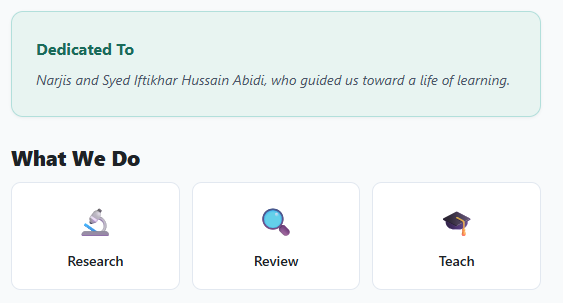 Dedicated To
Narjis and Syed Iftikhar Hussain Abidi, who guided us toward a life of learning.
What We Do
Research
Review
Teach